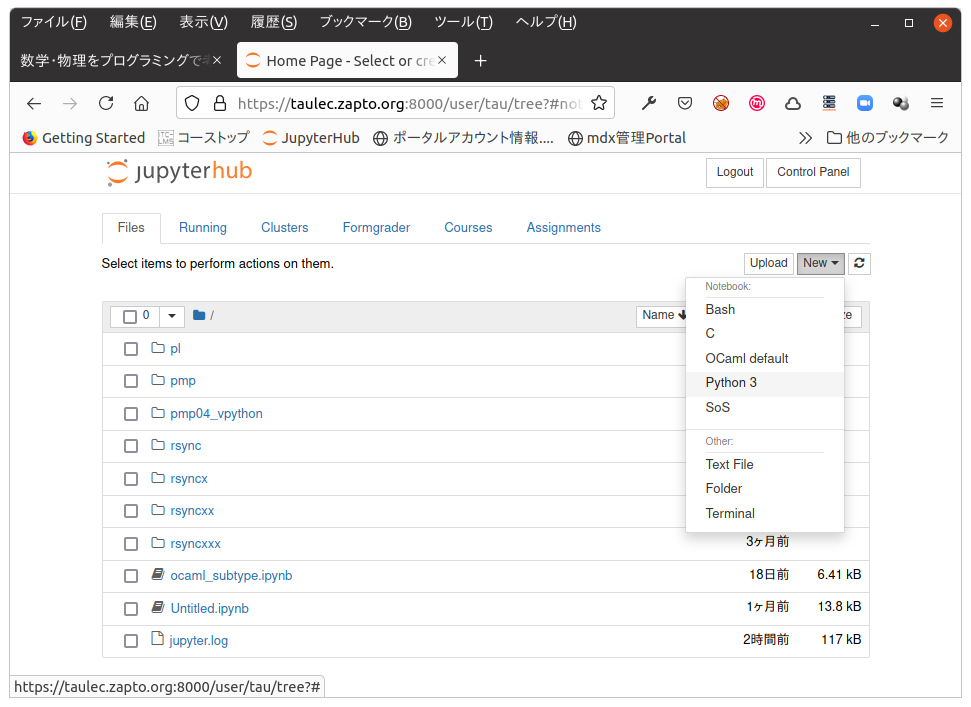 ファイル(F) 編集(E) 表示(V) 履歴(S) ブックマーク(B) ツール(T) ヘルプ(H)
数学・物理をプログラミングで
Home Page - Select or cre
https://taulec.zapto.org:8000/user/tau/tree?#not
Getting Started コーストップ JupyterHub ポータルアカウント情報.... mdx管理Portal 他のブックマーク
jupyterhub Logout Control Panel
Files Running Clusters Formgrader Courses Assignments
Select items to perform actions on them. Upload New
0 / Name ze
pl
pmp
pmp04_vpython
rsync
rsyncx
rsyncxx
rsyncxxx 3ヶ月前
ocaml_subtype.ipynb 18日前 6.41 kB
Untitled.ipynb 1ヶ月前 13.8 kB
jupyter.log 2時間前 117 kB
Notebook:
Bash
C
OCaml default
Python 3
SoS
Other:
Text File
Folder
Terminal
https://taulec.zapto.org:8000/user/tau/tree?#